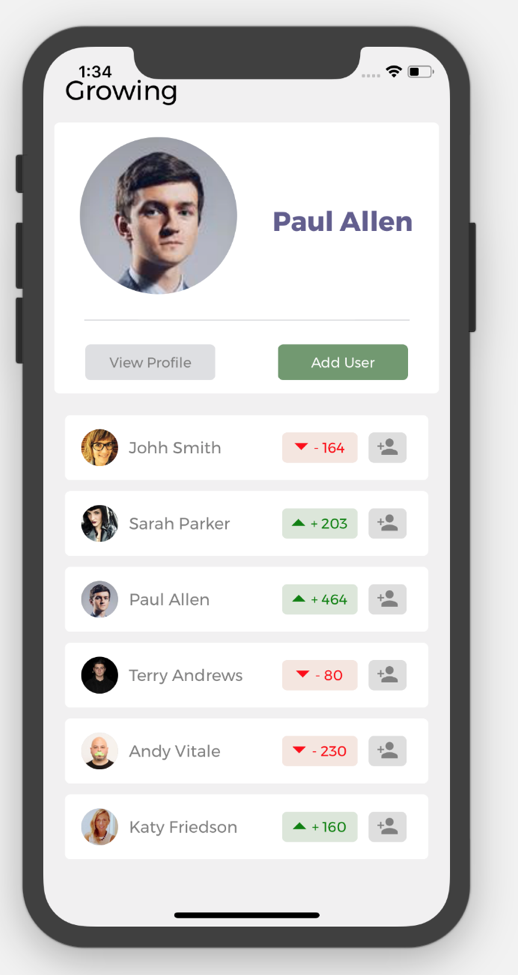 1:34
Growing
Paul Allen
View Profile
Add User
Johh Smith
- 164
Sarah Parker
+ 203
Paul Allen
+ 464
Terry Andrews
- 80
Andy Vitale
- 230
Katy Friedson
+ 160